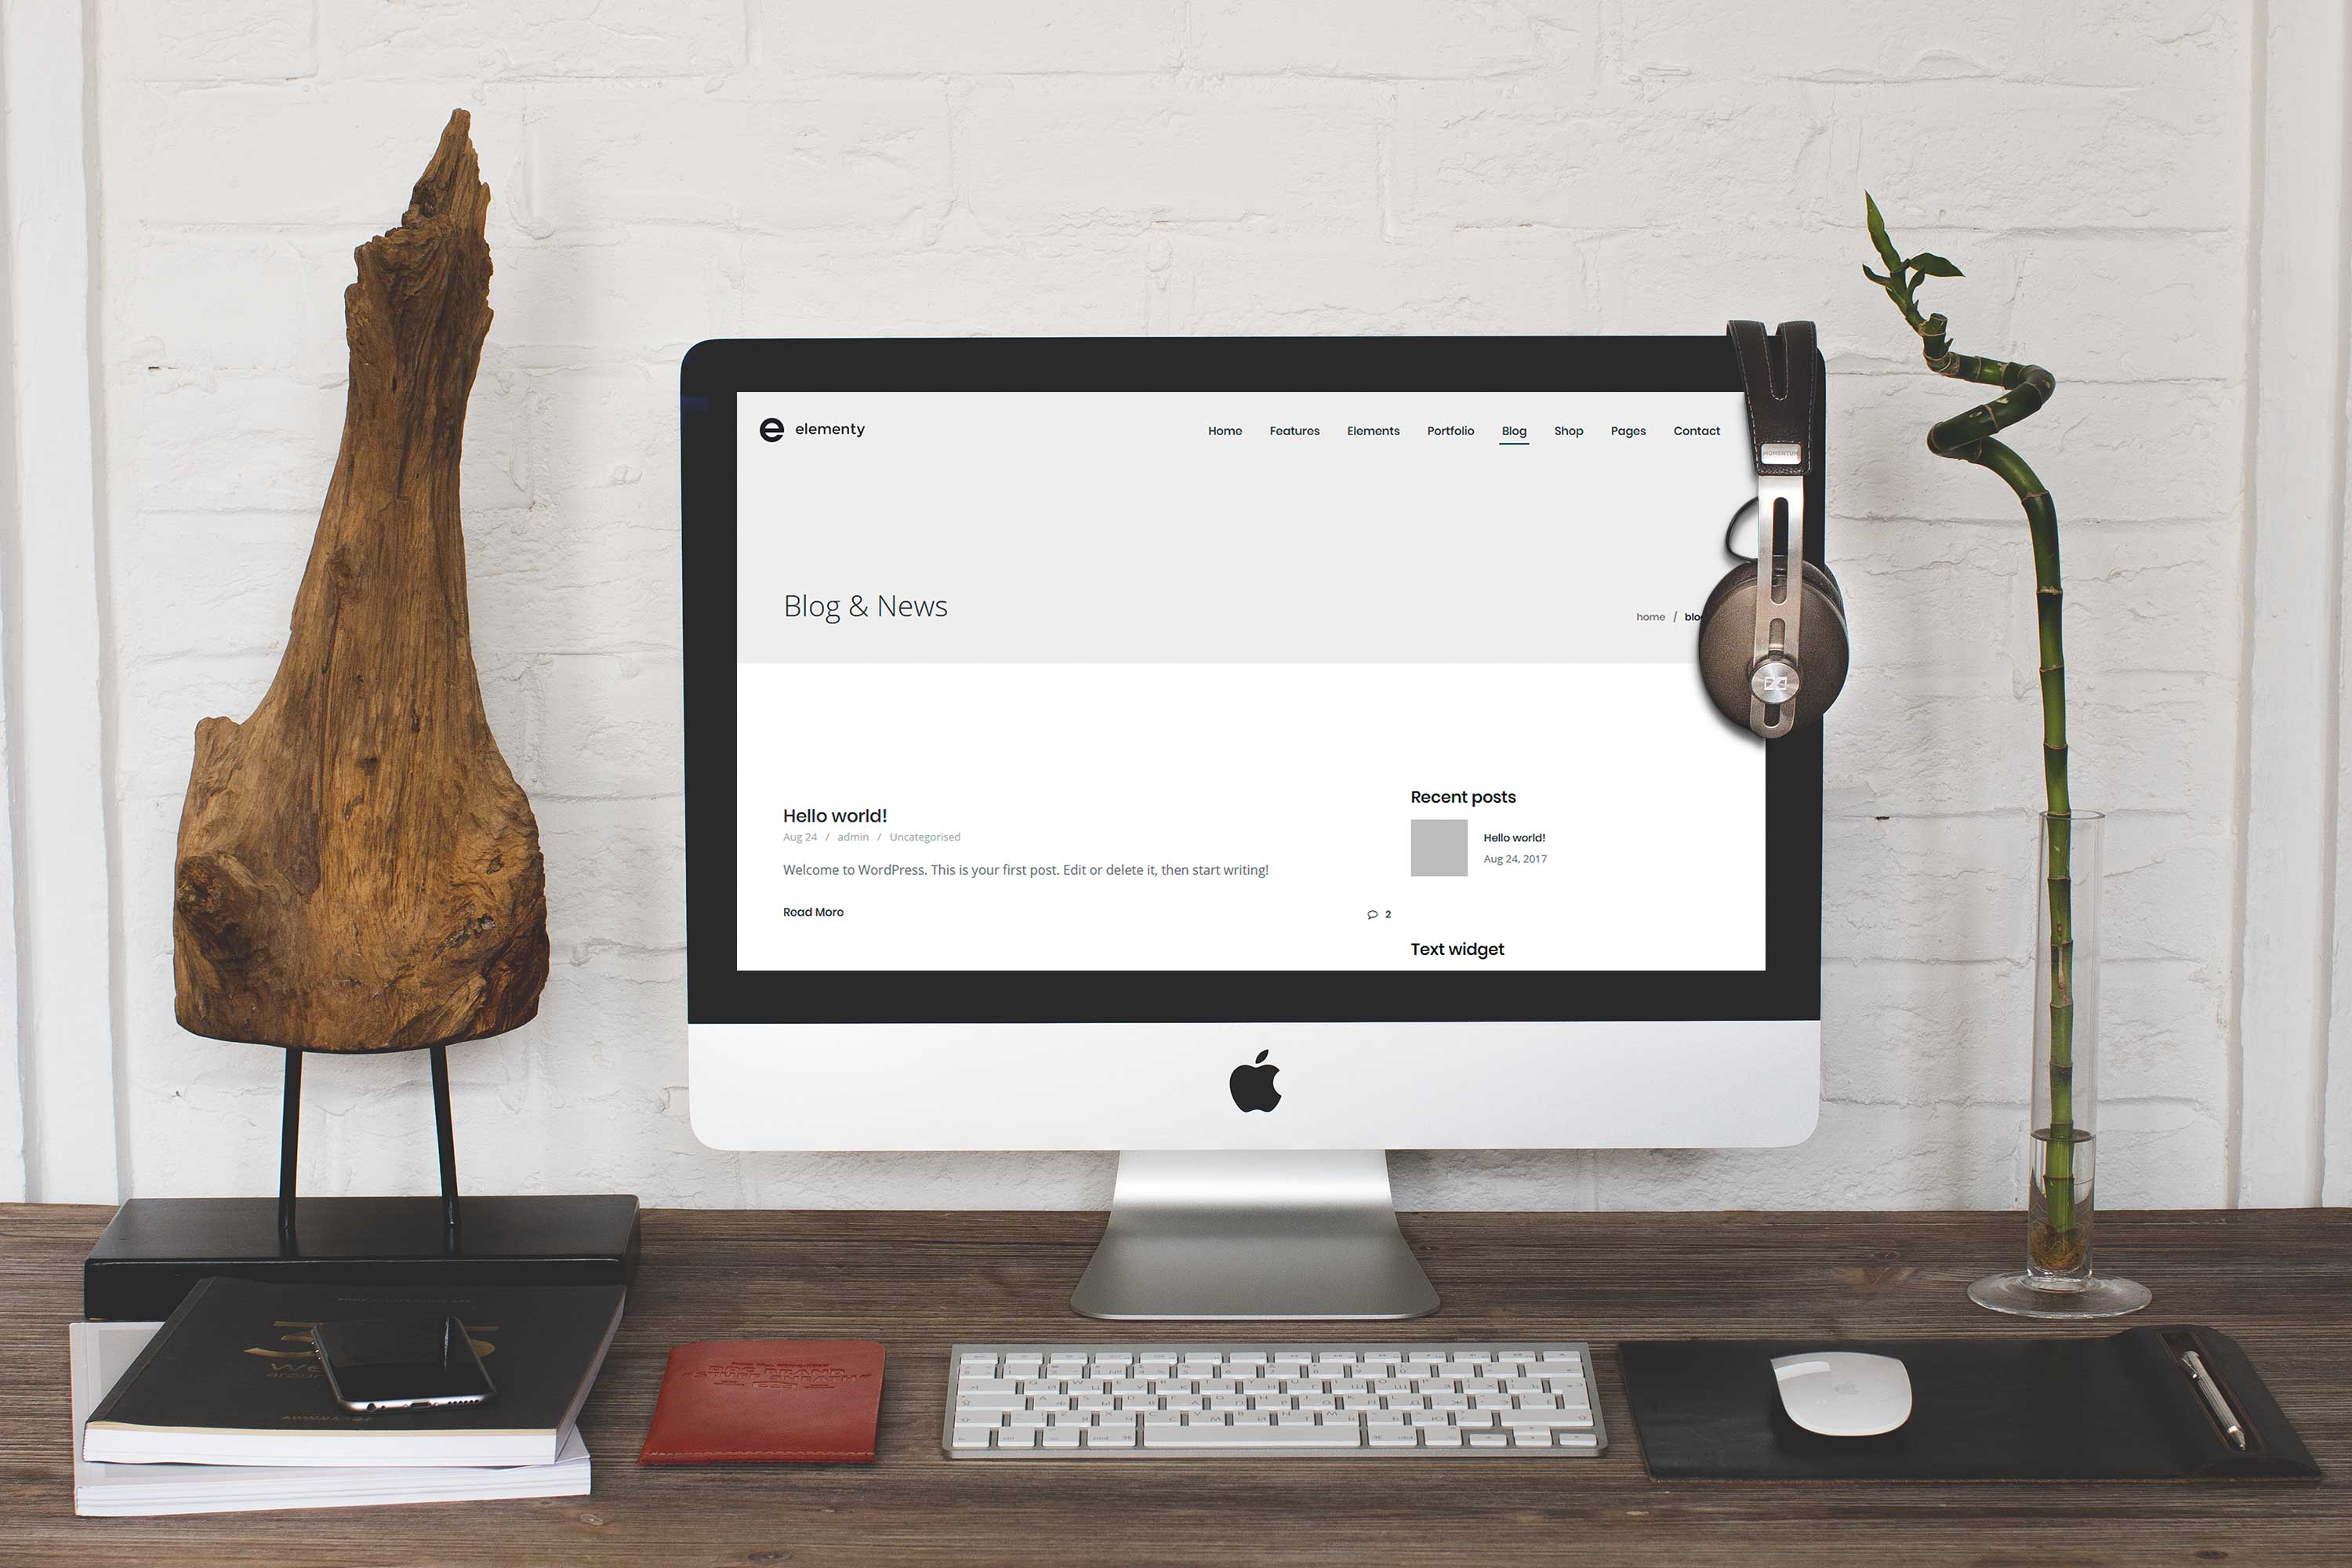 elementy
Home Features Elements Portfolio Blog Shop Pages Contact
MOMENTUM
Blog & News
home /
Hello world!
Aug 24 / admin / Uncategorised
Welcome to WordPress. This is your first post. Edit or delete it, then start writing!
Read More
2
Recent posts
Hello world!
Aug 24, 2017
Text widget